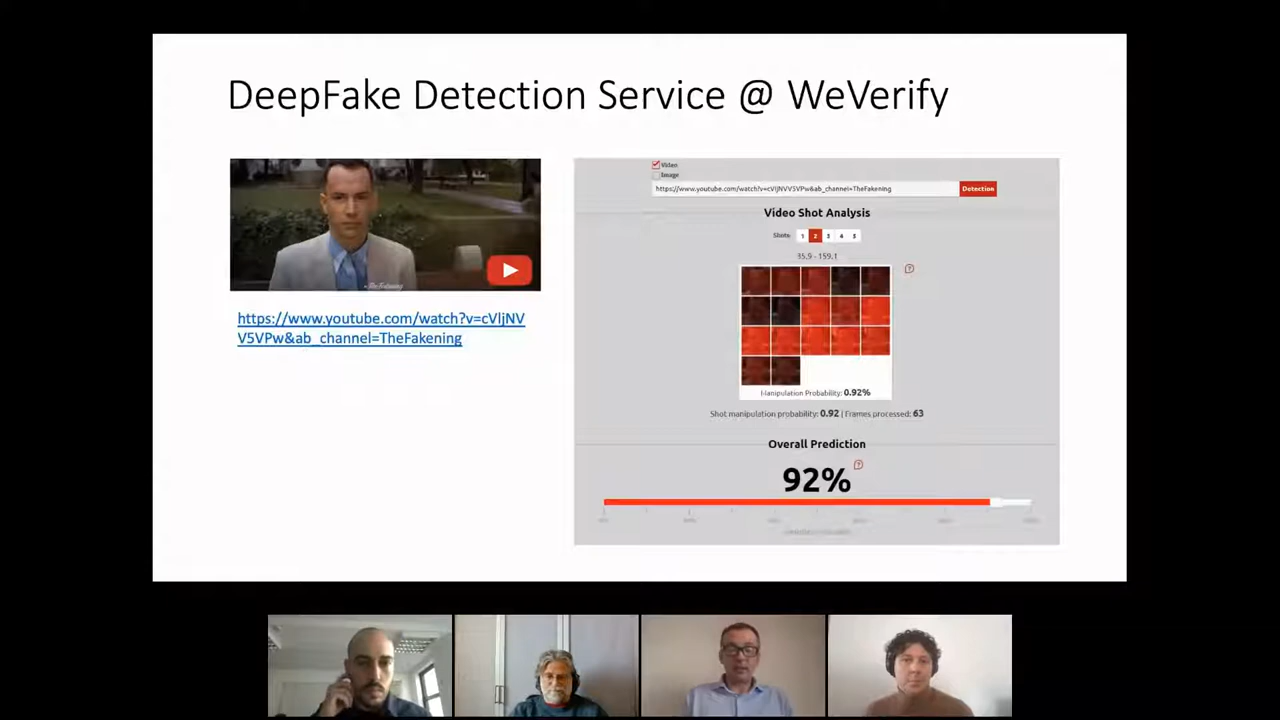 DeepFake Detection Service @ WeVerify
Video
Image
https://www.youtube.com/watch?v=cVljNVV5VPw&ab_channel=TheFakening
Detection
Video Shot Analysis
Shots: 1 2 3 4 5
35.9 - 159.1
https://www.youtube.com/watch?v=cVljNV
V5VPw&ab_channel=TheFakening
Manipulation Probability: 0.92%
Shot manipulation probability: 0.92 | Frames processed: 63
Overall Prediction
92%